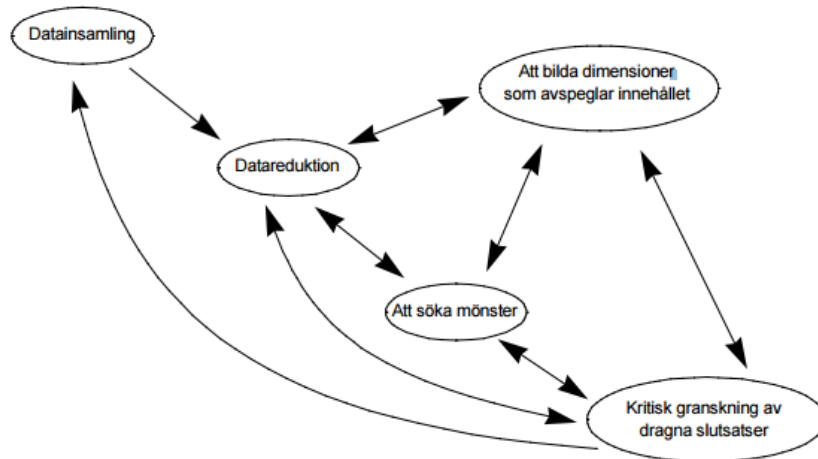 Datainsamling
Att bilda dimensioner
som avspeglar innehållet
Datareduktion
Att söka mönster
Kritisk granskning av
dragna slutsatser